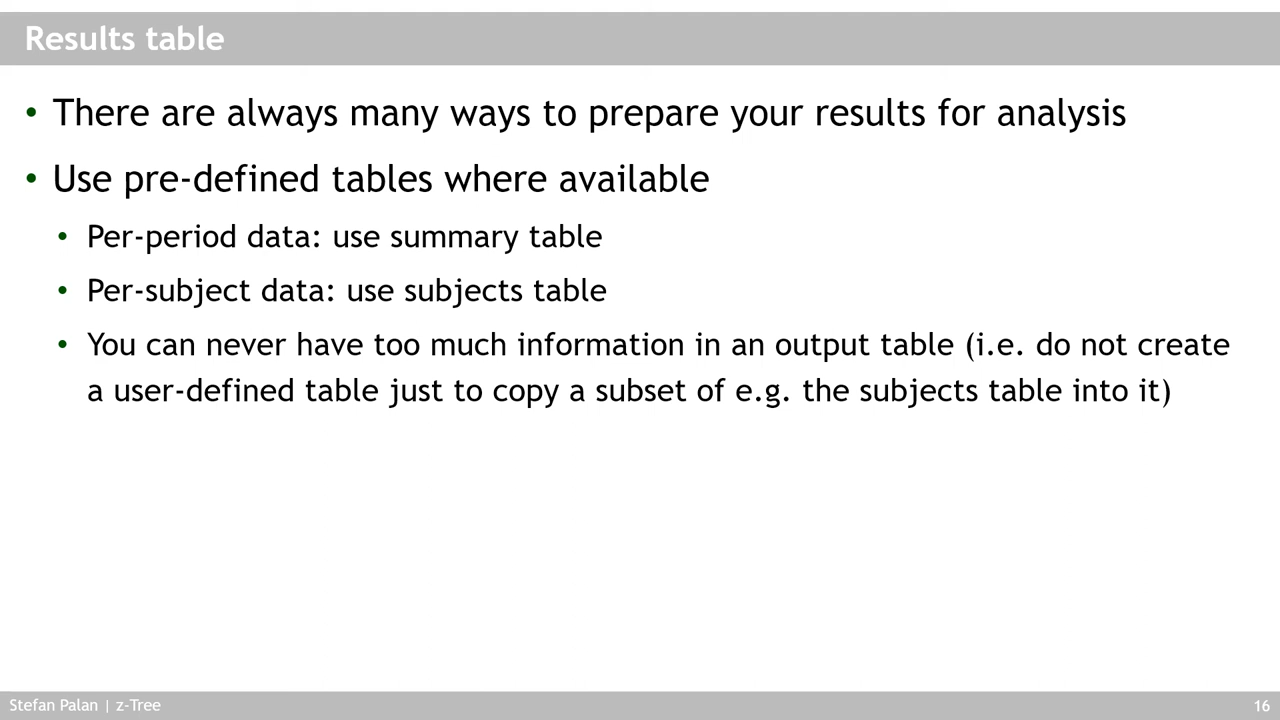 Results table
• There are always many ways to prepare your results for analysis
• Use pre-defined tables where available
• Per-period data: use summary table
• Per-subject data: use subjects table
• You can never have too much information in an output table (i.e. do not create
a user-defined table just to copy a subset of e.g. the subjects table into it)
Stefan Palan | z-Tree
16